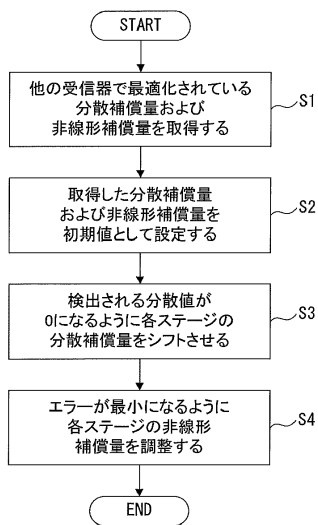 START
他の受信器で最適化されている
分散補償量および
非線形補償量を取得する
S1
取得した分散補償量
および非線形補償量を
初期値として設定する
S2
検出される分散値が
0になるように各ステージの
分散補償量をシフトさせる
S3
エラーが最小になるように
各ステージの非線形
補償量を調整する
S4
END